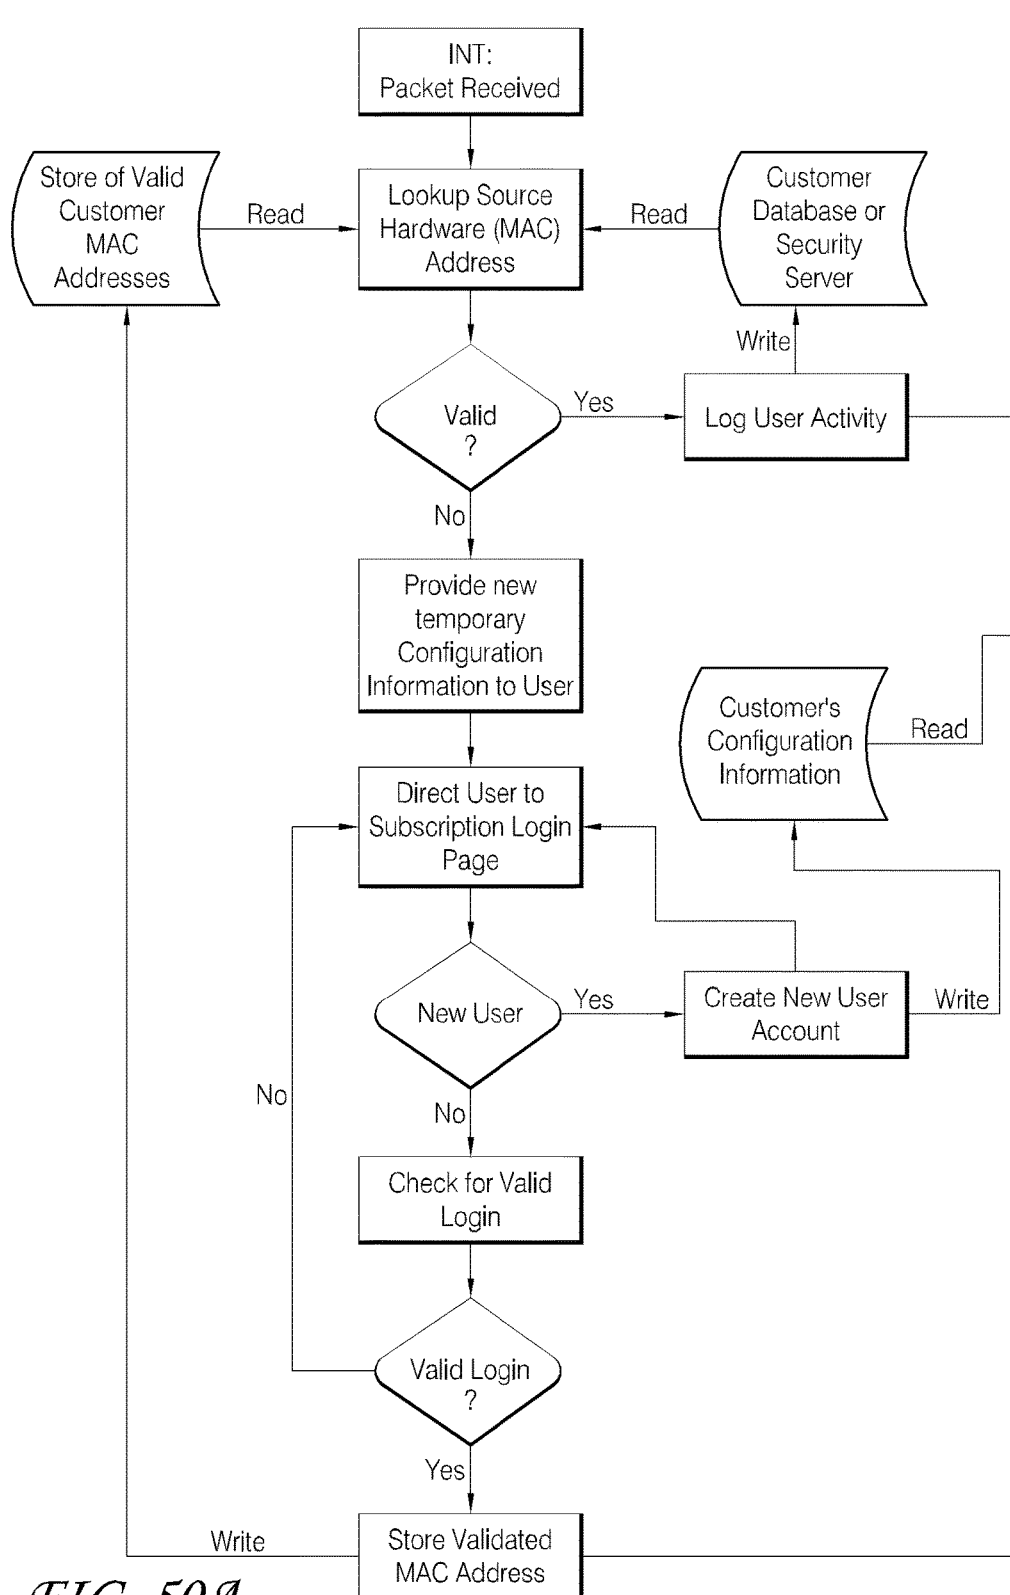 INT:
Packet Received
Store of Valid
Customer
MAC
Addresses
Read
Lookup Source
Hardware (MAC)
Address
Read
Customer
Database or
Security
Server
Write
Valid
?
Yes
Log User Activity
No
Provide new
temporary
Configuration
Information to User
Customer's
Configuration
Information
Read
Direct User to
Subscription Login
Page
New User
Yes
Create New User
Account
Write
No
No
Check for Valid
Login
Valid Login
?
Yes
Write
Store Validated
MAC Address
FIG. 50A